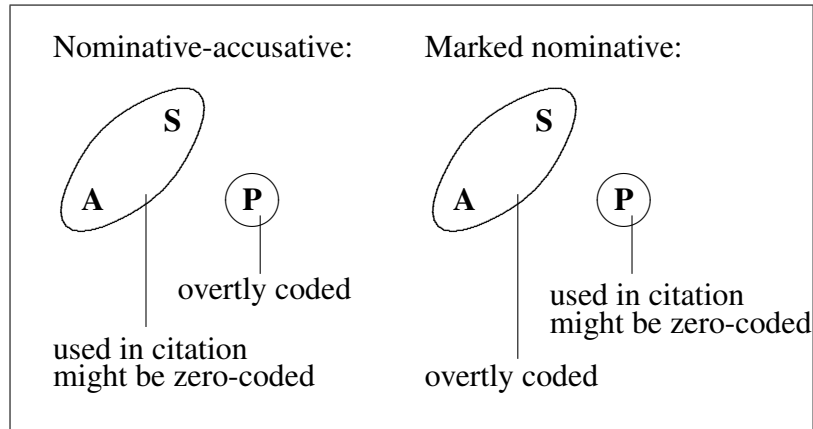 Nominative-accusative:
S
A
P
overtly coded
used in citation
might be zero-coded
Marked nominative:
S
A
P
used in citation
might be zero-coded
overtly coded